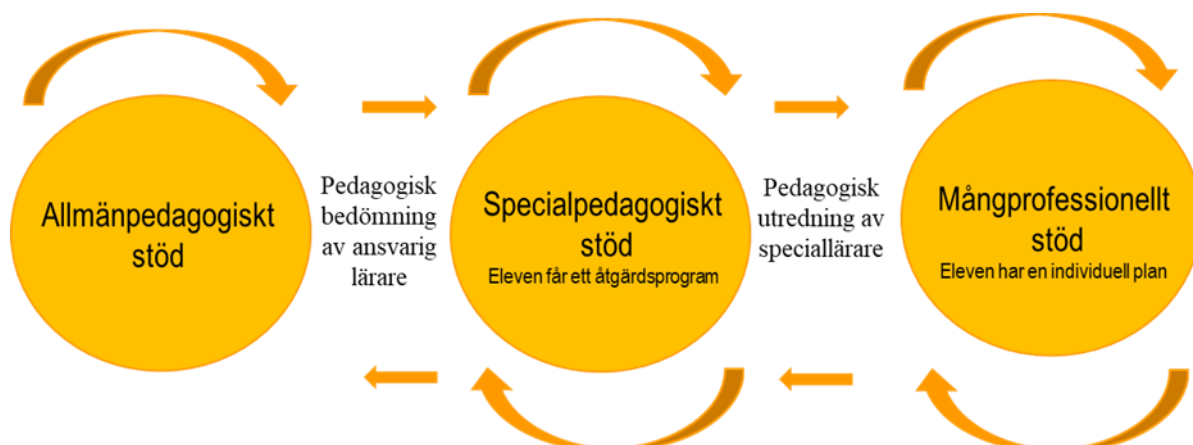 Allmänpedagogiskt
stöd
Pedagogisk
bedömning
av ansvarig
lärare
Specialpedagogiskt
stöd
Eleven får ett åtgärdsprogram
Pedagogisk
utredning av
speciallärare
Mångprofessionellt
stöd
Eleven har en individuell plan